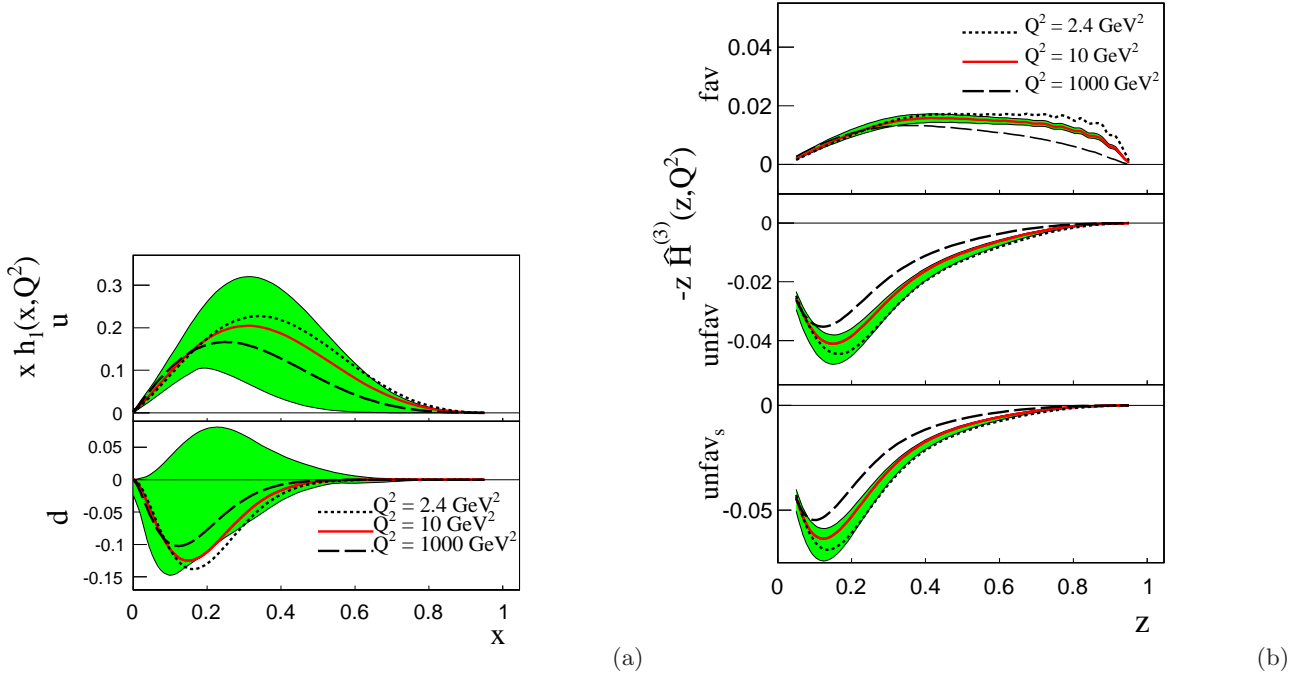 x h₁(x,Q²)
u
0.3
0.2
0.1
0
d
0.05
0
-0.05
-0.1
-0.15
Q² = 2.4 GeV²
Q² = 10 GeV²
Q² = 1000 GeV²
0 0.2 0.4 0.6 0.8 1
x
(a)
-z Ĥ⁽³⁾(z,Q²)
fav
0.04
0.02
0
Q² = 2.4 GeV²
Q² = 10 GeV²
Q² = 1000 GeV²
unfav
0
-0.02
-0.04
unfavₛ
0
-0.05
0 0.2 0.4 0.6 0.8 1
z
(b)